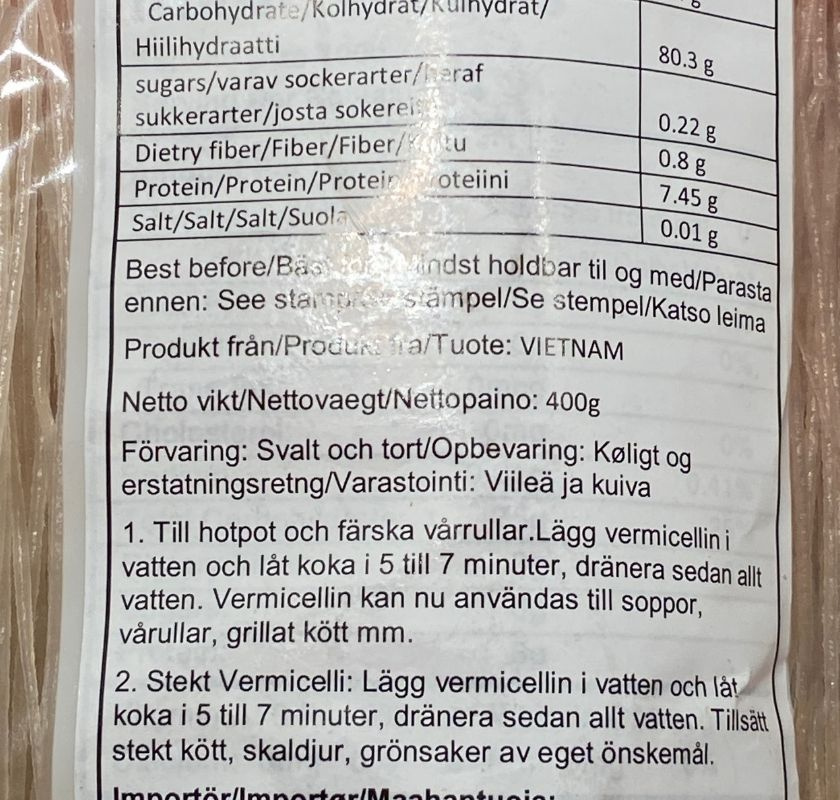 Carbohydrate/Kolhydrat/Kulhydrat/
Hiilihydraatti
80.3 g
sugars/varav sockerarter/heraf
sukkerarter/josta sokereis
0.22 g
Dietry fiber/Fiber/Fiber/
0.8 g
Protein/Protein/Protein
7.45 g
Salt/Salt/Salt/Suola
0.01 g
Best before/ Mindst holdbar til og med/Parasta
ennen: See stämpel/Se stempel/Katso leima
Produkt från/Produkt fra/Tuote: VIETNAM
Netto vikt/Nettovaegt/Nettopaino: 400g
Förvaring: Svalt och tort/Opbevaring: Køligt og
erstatningsretng/Varastointi: Viileä ja kuiva
1. Till hotpot och färska vårrullar.Lägg vermicellin i
vatten och låt koka i 5 till 7 minuter, dränera sedan allt
vatten. Vermicellin kan nu användas till soppor,
vårullar, grillat kött mm.
2. Stekt Vermicelli: Lägg vermicellin i vatten och låt
koka i 5 till 7 minuter, dränera sedan allt vatten. Tillsätt
stekt kött, skaldjur, grönsaker av eget önskemål.
Importör/Importør/Maahantuoja: